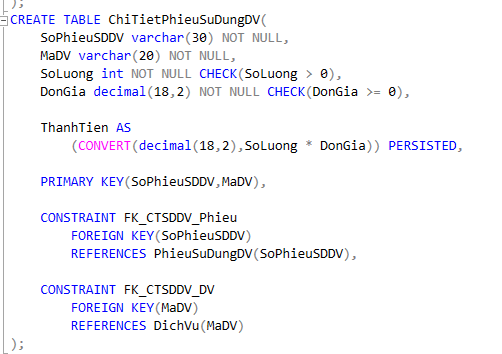 );
CREATE TABLE ChiTietPhieuSuDungDV(
SoPhieuSDDV varchar(30) NOT NULL,
MaDV varchar(20) NOT NULL,
SoLuong int NOT NULL CHECK(SoLuong > 0),
DonGia decimal(18,2) NOT NULL CHECK(DonGia >= 0),
ThanhTien AS
(CONVERT(decimal(18,2),SoLuong * DonGia)) PERSISTED,
PRIMARY KEY(SoPhieuSDDV,MaDV),
CONSTRAINT FK_CTSDDV_Phieu
FOREIGN KEY(SoPhieuSDDV)
REFERENCES PhieuSuDungDV(SoPhieuSDDV),
CONSTRAINT FK_CTSDDV_DV
FOREIGN KEY(MaDV)
REFERENCES DichVu(MaDV)
);